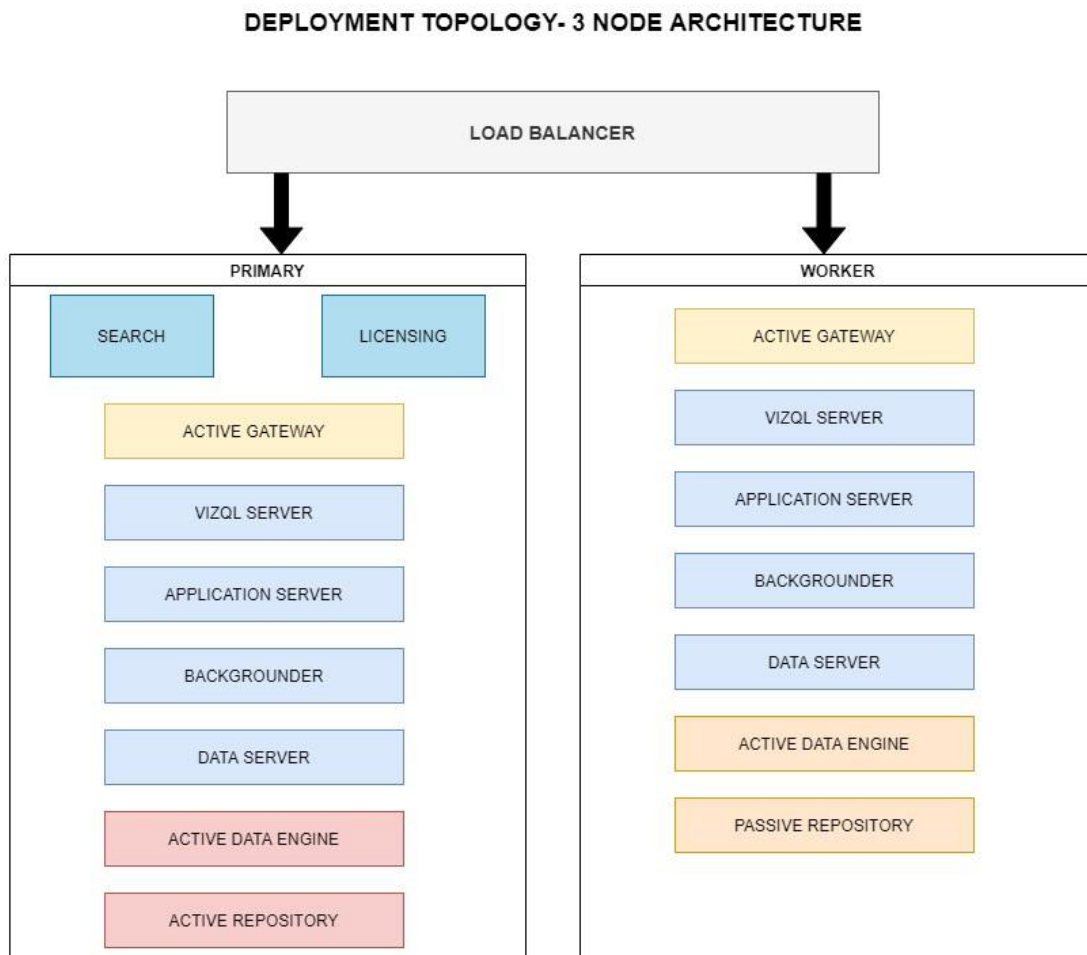 DEPLOYMENT TOPOLOGY- 3 NODE ARCHITECTURE
LOAD BALANCER
PRIMARY
SEARCH
LICENSING
ACTIVE GATEWAY
VIZQL SERVER
APPLICATION SERVER
BACKGROUNDER
DATA SERVER
ACTIVE DATA ENGINE
ACTIVE REPOSITORY
WORKER
ACTIVE GATEWAY
VIZQL SERVER
APPLICATION SERVER
BACKGROUNDER
DATA SERVER
ACTIVE DATA ENGINE
PASSIVE REPOSITORY